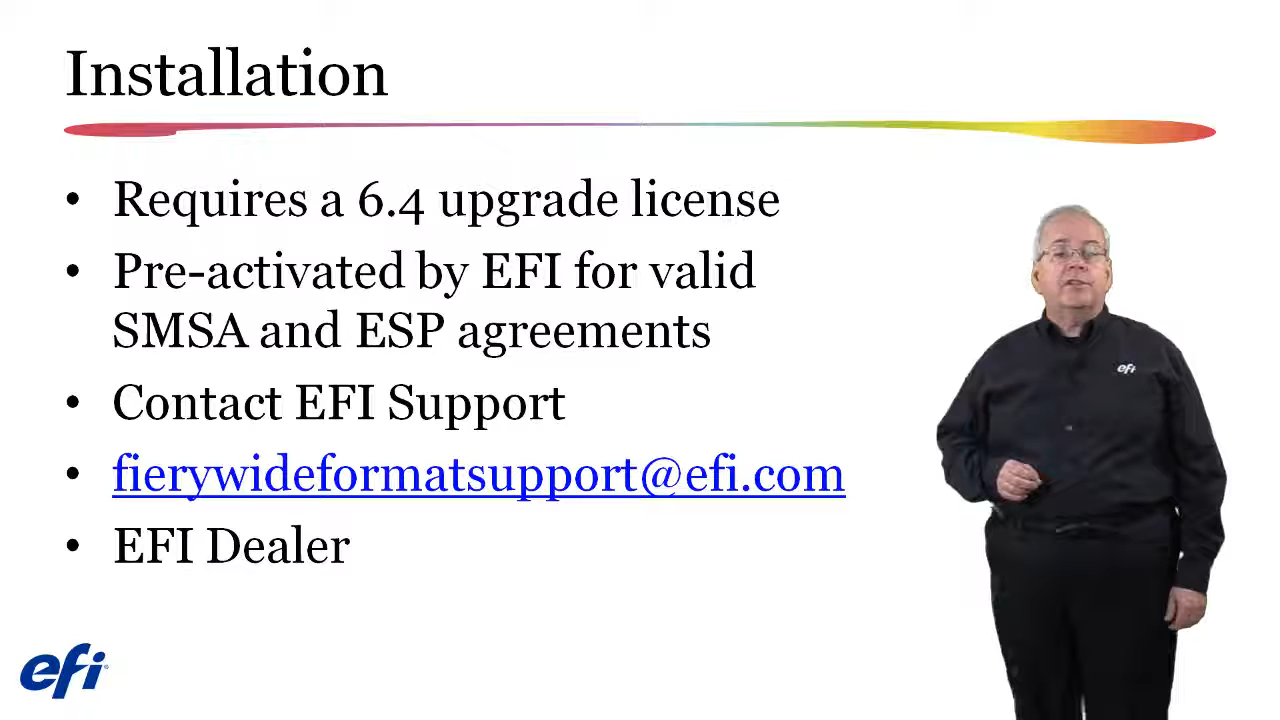 Installation
• Requires a 6.4 upgrade license
• Pre-activated by EFI for valid
SMSA and ESP agreements
• Contact EFI Support
• fierywideformatsupport@efi.com
• EFI Dealer
efi
efi